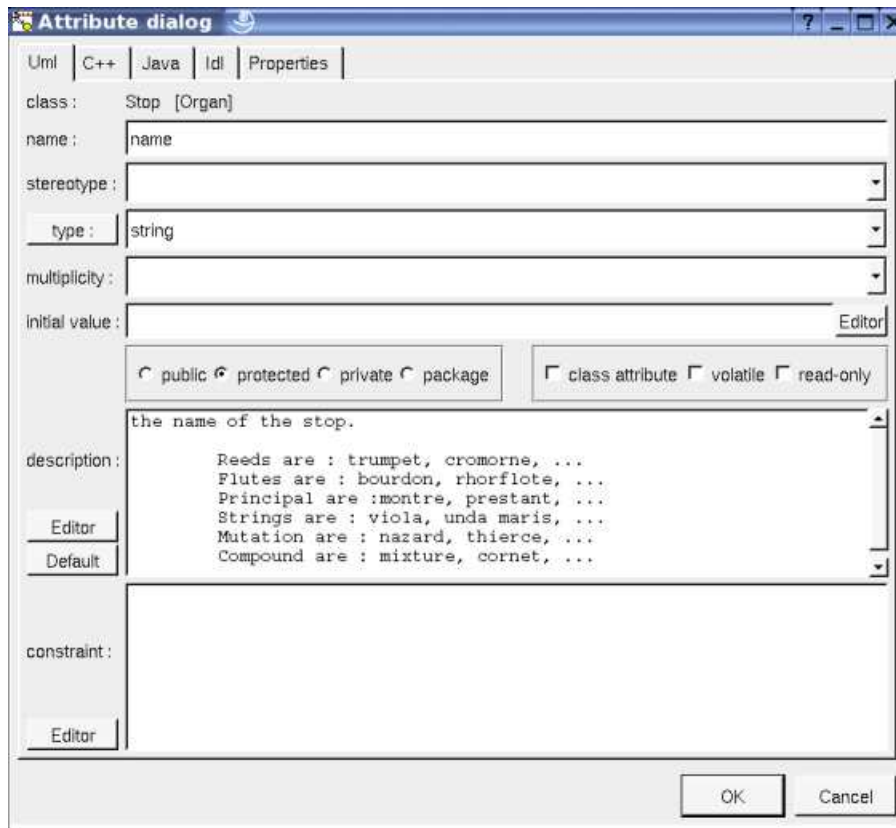 Attribute dialog
Uml C++ Java Idl Properties
class : Stop [Organ]
name : name
stereotype :
type : string
multiplicity :
initial value : Editor
public protected private package class attribute volatile read-only
the name of the stop.
description : Reeds are : trumpet, cromorne, ...
Flutes are : bourdon, rhorflote, ...
Principal are :montre, prestant, ...
Strings are : viola, unda maris, ...
Editor
Mutation are : nazard, thierce, ...
Compound are : mixture, cornet, ...
Default
constraint :
Editor
OK Cancel